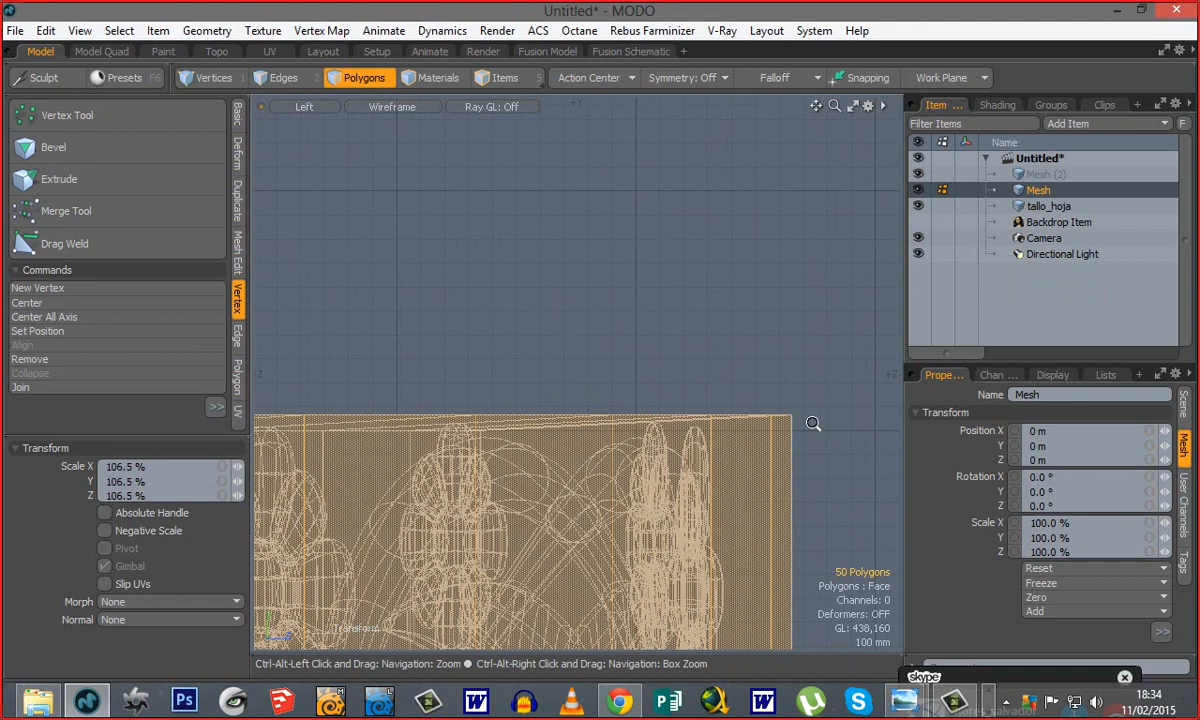 Untitled* - MODO
File Edit View Select Item Geometry Texture Vertex Map Animate Dynamics Render ACS Octane Rebus Farminizer V-Ray Layout System Help
Model Model Quad Paint Topo UV Layout Setup Animate Render Fusion Model Fusion Schematic +
Sculpt Presets F6 Vertices 1 Edges 2 Polygons Materials Items 5 Action Center Symmetry: Off Falloff Snapping Work Plane
Left Wireframe Ray GL: Off
+Y
-Z
+Z
Vertex Tool
Bevel
Extrude
Merge Tool
Drag Weld
Commands
New Vertex
Center
Center All Axis
Set Position
Align
Remove
Collapse
Join
>>
Basic
Deform
Duplicate
Mesh Edit
Vertex
Edge
Polygon
UV
Transform
Scale X 106.5 %
Y 106.5 %
Z 106.5 %
Absolute Handle
Negative Scale
Pivot
Gimbal
Slip UVs
Morph None
Normal None
Transform
50 Polygons
Polygons : Face
Channels: 0
Deformers: OFF
GL: 438,160
100 mm
Ctrl-Alt-Left Click and Drag: Navigation: Zoom Ctrl-Alt-Right Click and Drag: Navigation: Box Zoom
Item ... Shading Groups Clips +
Filter Items Add Item F
Name
Untitled*
Mesh (2)
Mesh
tallo_hoja
Backdrop Item
Camera
Directional Light
Prope... Chan ... Display Lists +
Name Mesh
Transform
Position X 0 m
Y 0 m
Z 0 m
Rotation X 0.0 °
Y 0.0 °
Z 0.0 °
Scale X 100.0 %
Y 100.0 %
Z 100.0 %
Reset
Freeze
Zero
Add
>>
Scene
Mesh
User Channels
Tags
skype
18:34
11/02/2015